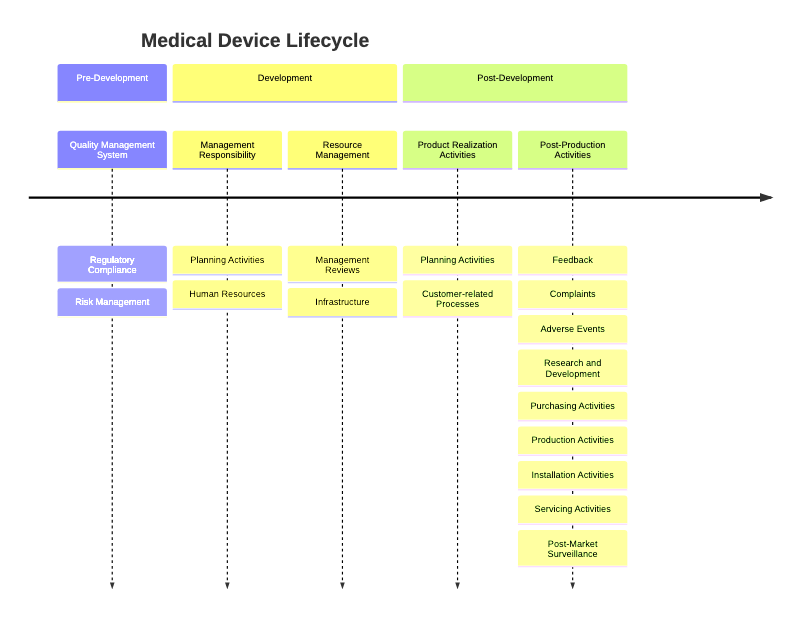 Medical Device Lifecycle
Pre-Development
Development
Post-Development
Quality Management
System
Management
Responsibility
Resource
Management
Product Realization
Activities
Post-Production
Activities
Regulatory
Compliance
Risk Management
Planning Activities
Human Resources
Management
Reviews
Infrastructure
Planning Activities
Customer-related
Processes
Feedback
Complaints
Adverse Events
Research and
Development
Purchasing Activities
Production Activities
Installation Activities
Servicing Activities
Post-Market
Surveillance